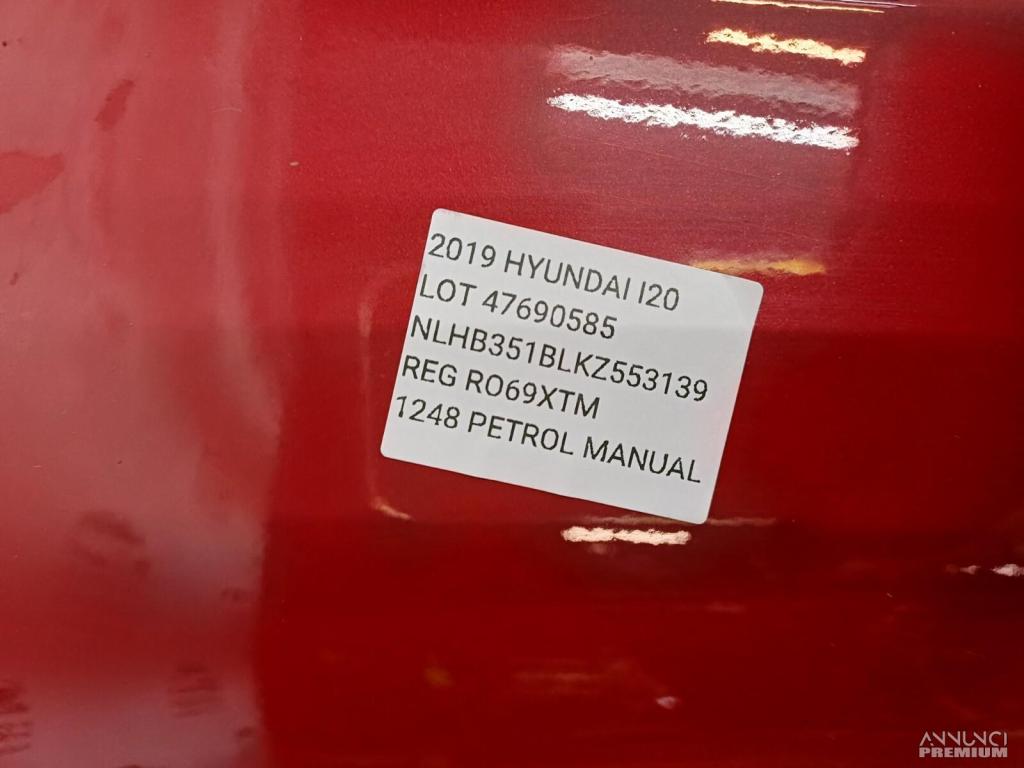 2019 HYUNDAI I20
LOT 47690585
NLHB351BLKZ553139
REG RO69XTM
1248 PETROL MANUAL
ANNUNCI
PREMIUM